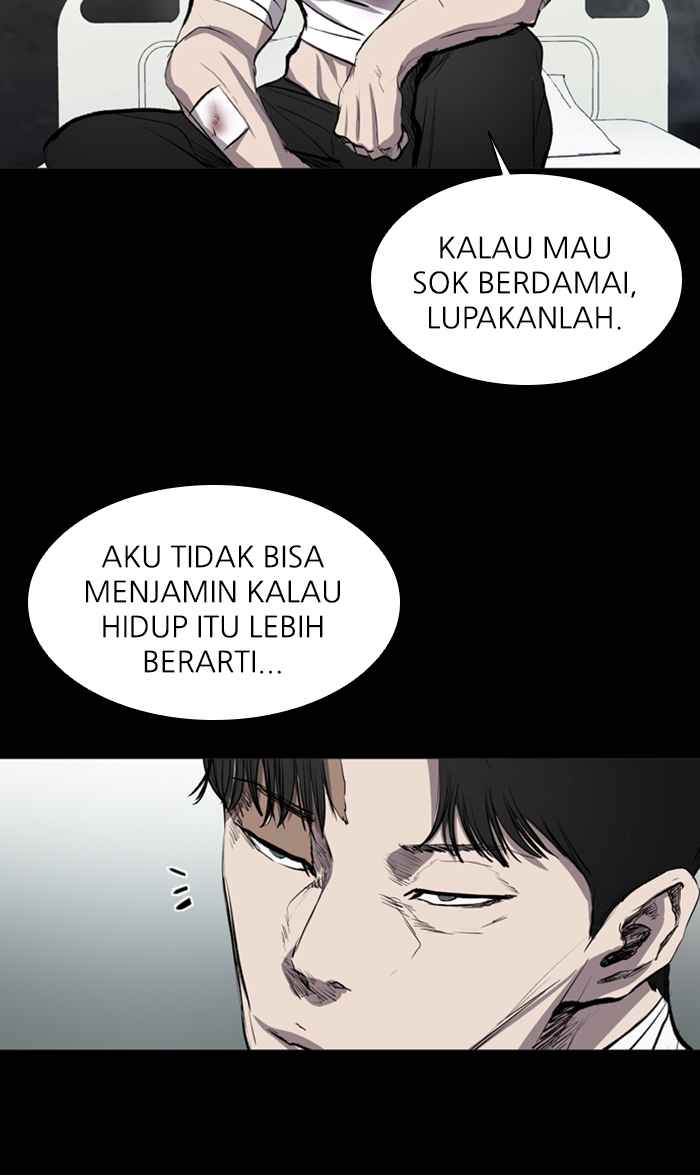 KALAU MAU
SOK BERDAMAI,
LUPAKANLAH.
AKU TIDAK BISA
MENJAMIN KALAU
HIDUP ITU LEBIH
BERARTI...